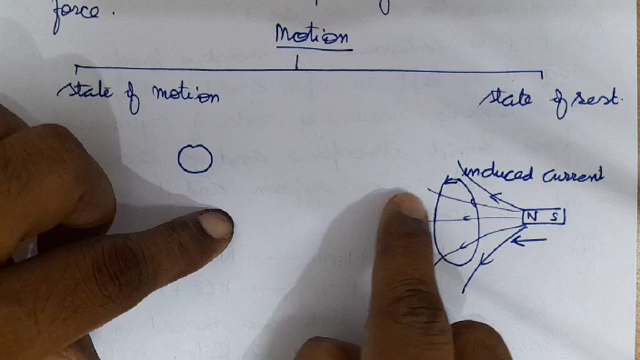 force.
Motion
state of motion
state of rest.
induced current
N S